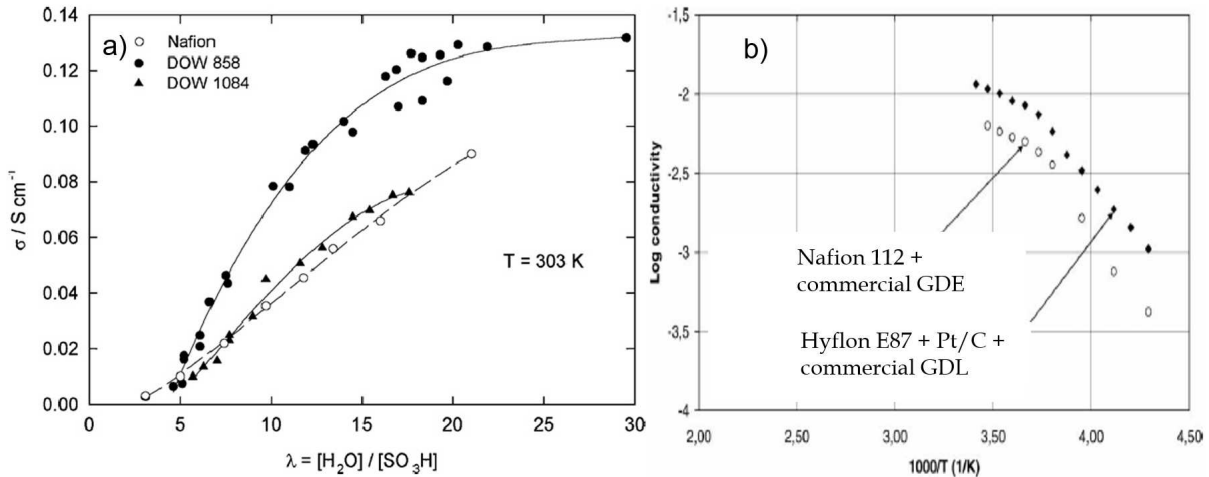 a)
Nafion
DOW 858
DOW 1084
0.14
0.12
0.10
0.08
0.06
0.04
0.02
0.00
σ / S cm⁻¹
T = 303 K
0
5
10
15
20
25
30
λ = [H₂O] / [SO₃H]
b)
-1
-1,5
-2
-2,5
-3
-3,5
-4
Log conductivity
Nafion 112 +
commercial GDE
Hyflon E87 + Pt/C +
commercial GDL
2,00
2,50
3,00
3,50
4,00
4,50
1000/T (1/K)